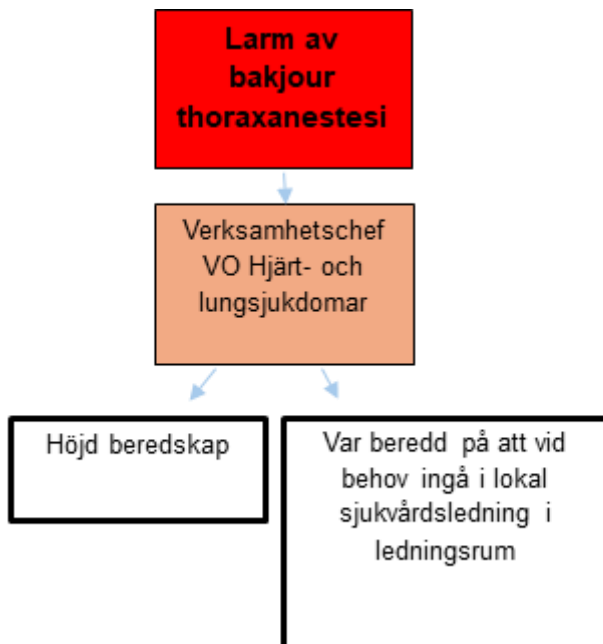 Larm av
bakjour
thoraxanestesi
Verksamhetschef
VO Hjärt- och
lungsjukdomar
Höjd beredskap
Var beredd på att vid
behov ingå i lokal
sjukvårdsledning i
ledningsrum